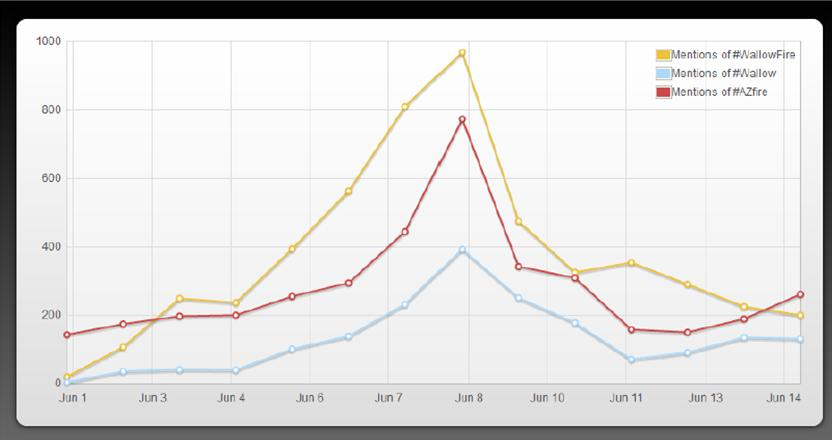 1000
Mentions of #WallowFire
Mentions of #Wallow
Mentions of #AZfire
800
600
400
200
0
Jun 1 Jun 3 Jun 4 Jun 6 Jun 7 Jun 8 Jun 10 Jun 11 Jun 13 Jun 14